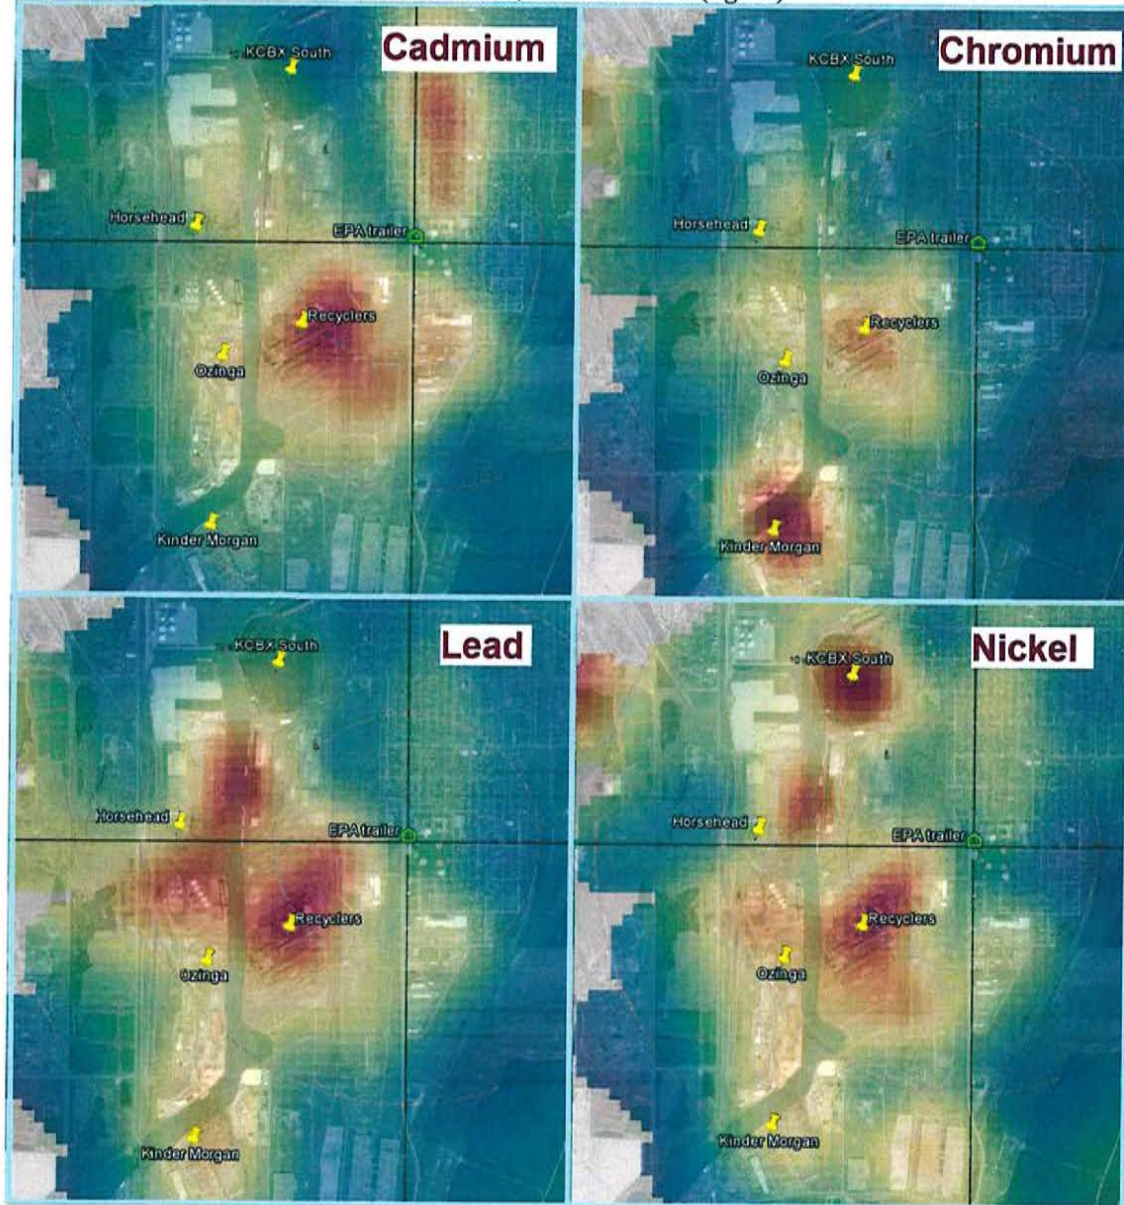 Cadmium
KCBX South
Horsehead
EPA trailer
Recyclers
Ozinga
Kinder Morgan
Chromium
KCBX South
Horsehead
EPA trailer
Recyclers
Ozinga
Kinder Morgan
Lead
KCBX South
Horsehead
EPA trailer
Recyclers
Ozinga
Kinder Morgan
Nickel
KCBX South
Horsehead
EPA trailer
Recyclers
Ozinga
Kinder Morgan